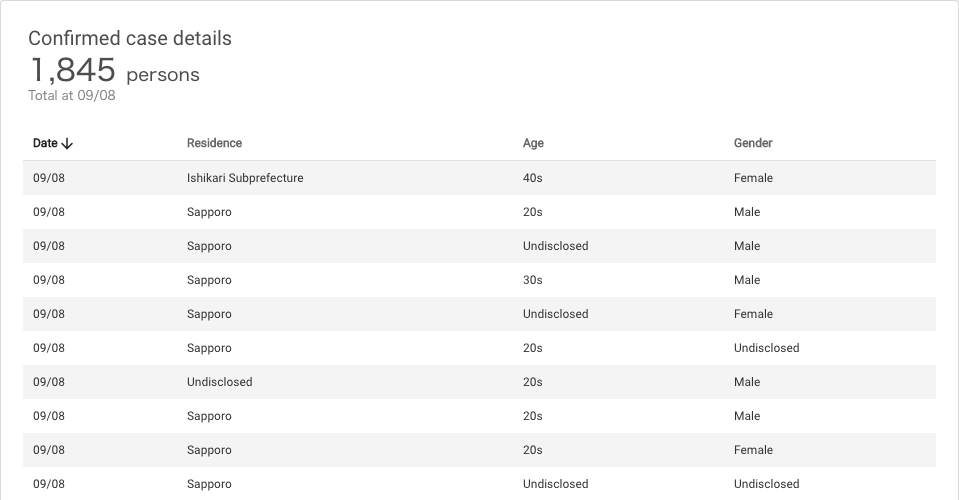 Confirmed case details
1,845 persons
Total at 09/08
Date Residence Age Gender
09/08 Ishikari Subprefecture 40s Female
09/08 Sapporo 20s Male
09/08 Sapporo Undisclosed Male
09/08 Sapporo 30s Male
09/08 Sapporo Undisclosed Female
09/08 Sapporo 20s Undisclosed
09/08 Undisclosed 20s Male
09/08 Sapporo 20s Male
09/08 Sapporo 20s Female
09/08 Sapporo Undisclosed Undisclosed